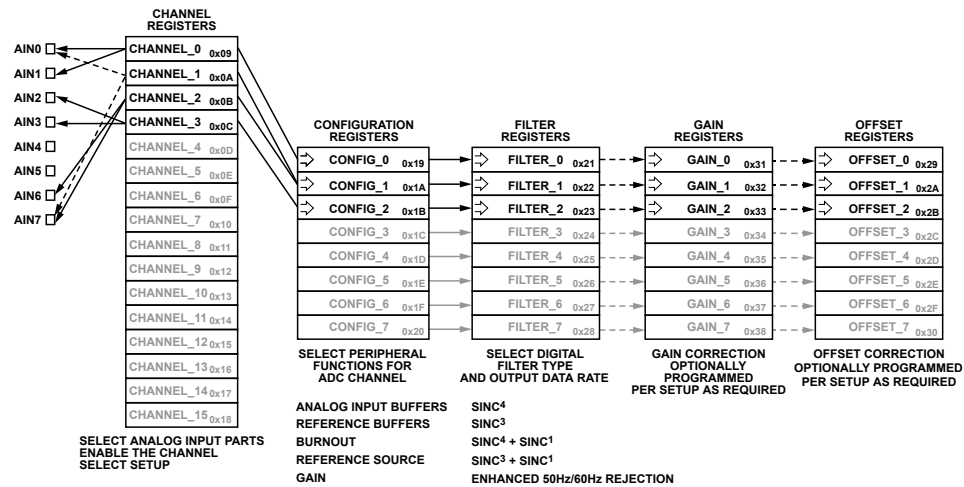 CHANNEL
REGISTERS
AIN0
AIN1
AIN2
AIN3
AIN4
AIN5
AIN6
AIN7
CHANNEL_0 0x09
CHANNEL_1 0x0A
CHANNEL_2 0x0B
CHANNEL_3 0x0C
CHANNEL_4 0x0D
CHANNEL_5 0x0E
CHANNEL_6 0x0F
CHANNEL_7 0x10
CHANNEL_8 0x11
CHANNEL_9 0x12
CHANNEL_10 0x13
CHANNEL_11 0x14
CHANNEL_12 0x15
CHANNEL_13 0x16
CHANNEL_14 0x17
CHANNEL_15 0x18
SELECT ANALOG INPUT PARTS
ENABLE THE CHANNEL
SELECT SETUP
CONFIGURATION
REGISTERS
CONFIG_0 0x19
CONFIG_1 0x1A
CONFIG_2 0x1B
CONFIG_3 0x1C
CONFIG_4 0x1D
CONFIG_5 0x1E
CONFIG_6 0x1F
CONFIG_7 0x20
SELECT PERIPHERAL
FUNCTIONS FOR
ADC CHANNEL
ANALOG INPUT BUFFERS
REFERENCE BUFFERS
BURNOUT
REFERENCE SOURCE
GAIN
FILTER
REGISTERS
FILTER_0 0x21
FILTER_1 0x22
FILTER_2 0x23
FILTER_3 0x24
FILTER_4 0x25
FILTER_5 0x26
FILTER_6 0x27
FILTER_7 0x28
SELECT DIGITAL
FILTER TYPE
AND OUTPUT DATA RATE
SINC4
SINC3
SINC4 + SINC1
SINC3 + SINC1
ENHANCED 50Hz/60Hz REJECTION
GAIN
REGISTERS
GAIN_0 0x31
GAIN_1 0x32
GAIN_2 0x33
GAIN_3 0x34
GAIN_4 0x35
GAIN_5 0x36
GAIN_6 0x37
GAIN_7 0x38
GAIN CORRECTION
OPTIONALLY
PROGRAMMED
PER SETUP AS REQUIRED
OFFSET
REGISTERS
OFFSET_0 0x29
OFFSET_1 0x2A
OFFSET_2 0x2B
OFFSET_3 0x2C
OFFSET_4 0x2D
OFFSET_5 0x2E
OFFSET_6 0x2F
OFFSET_7 0x30
OFFSET CORRECTION
OPTIONALLY PROGRAMMED
PER SETUP AS REQUIRED